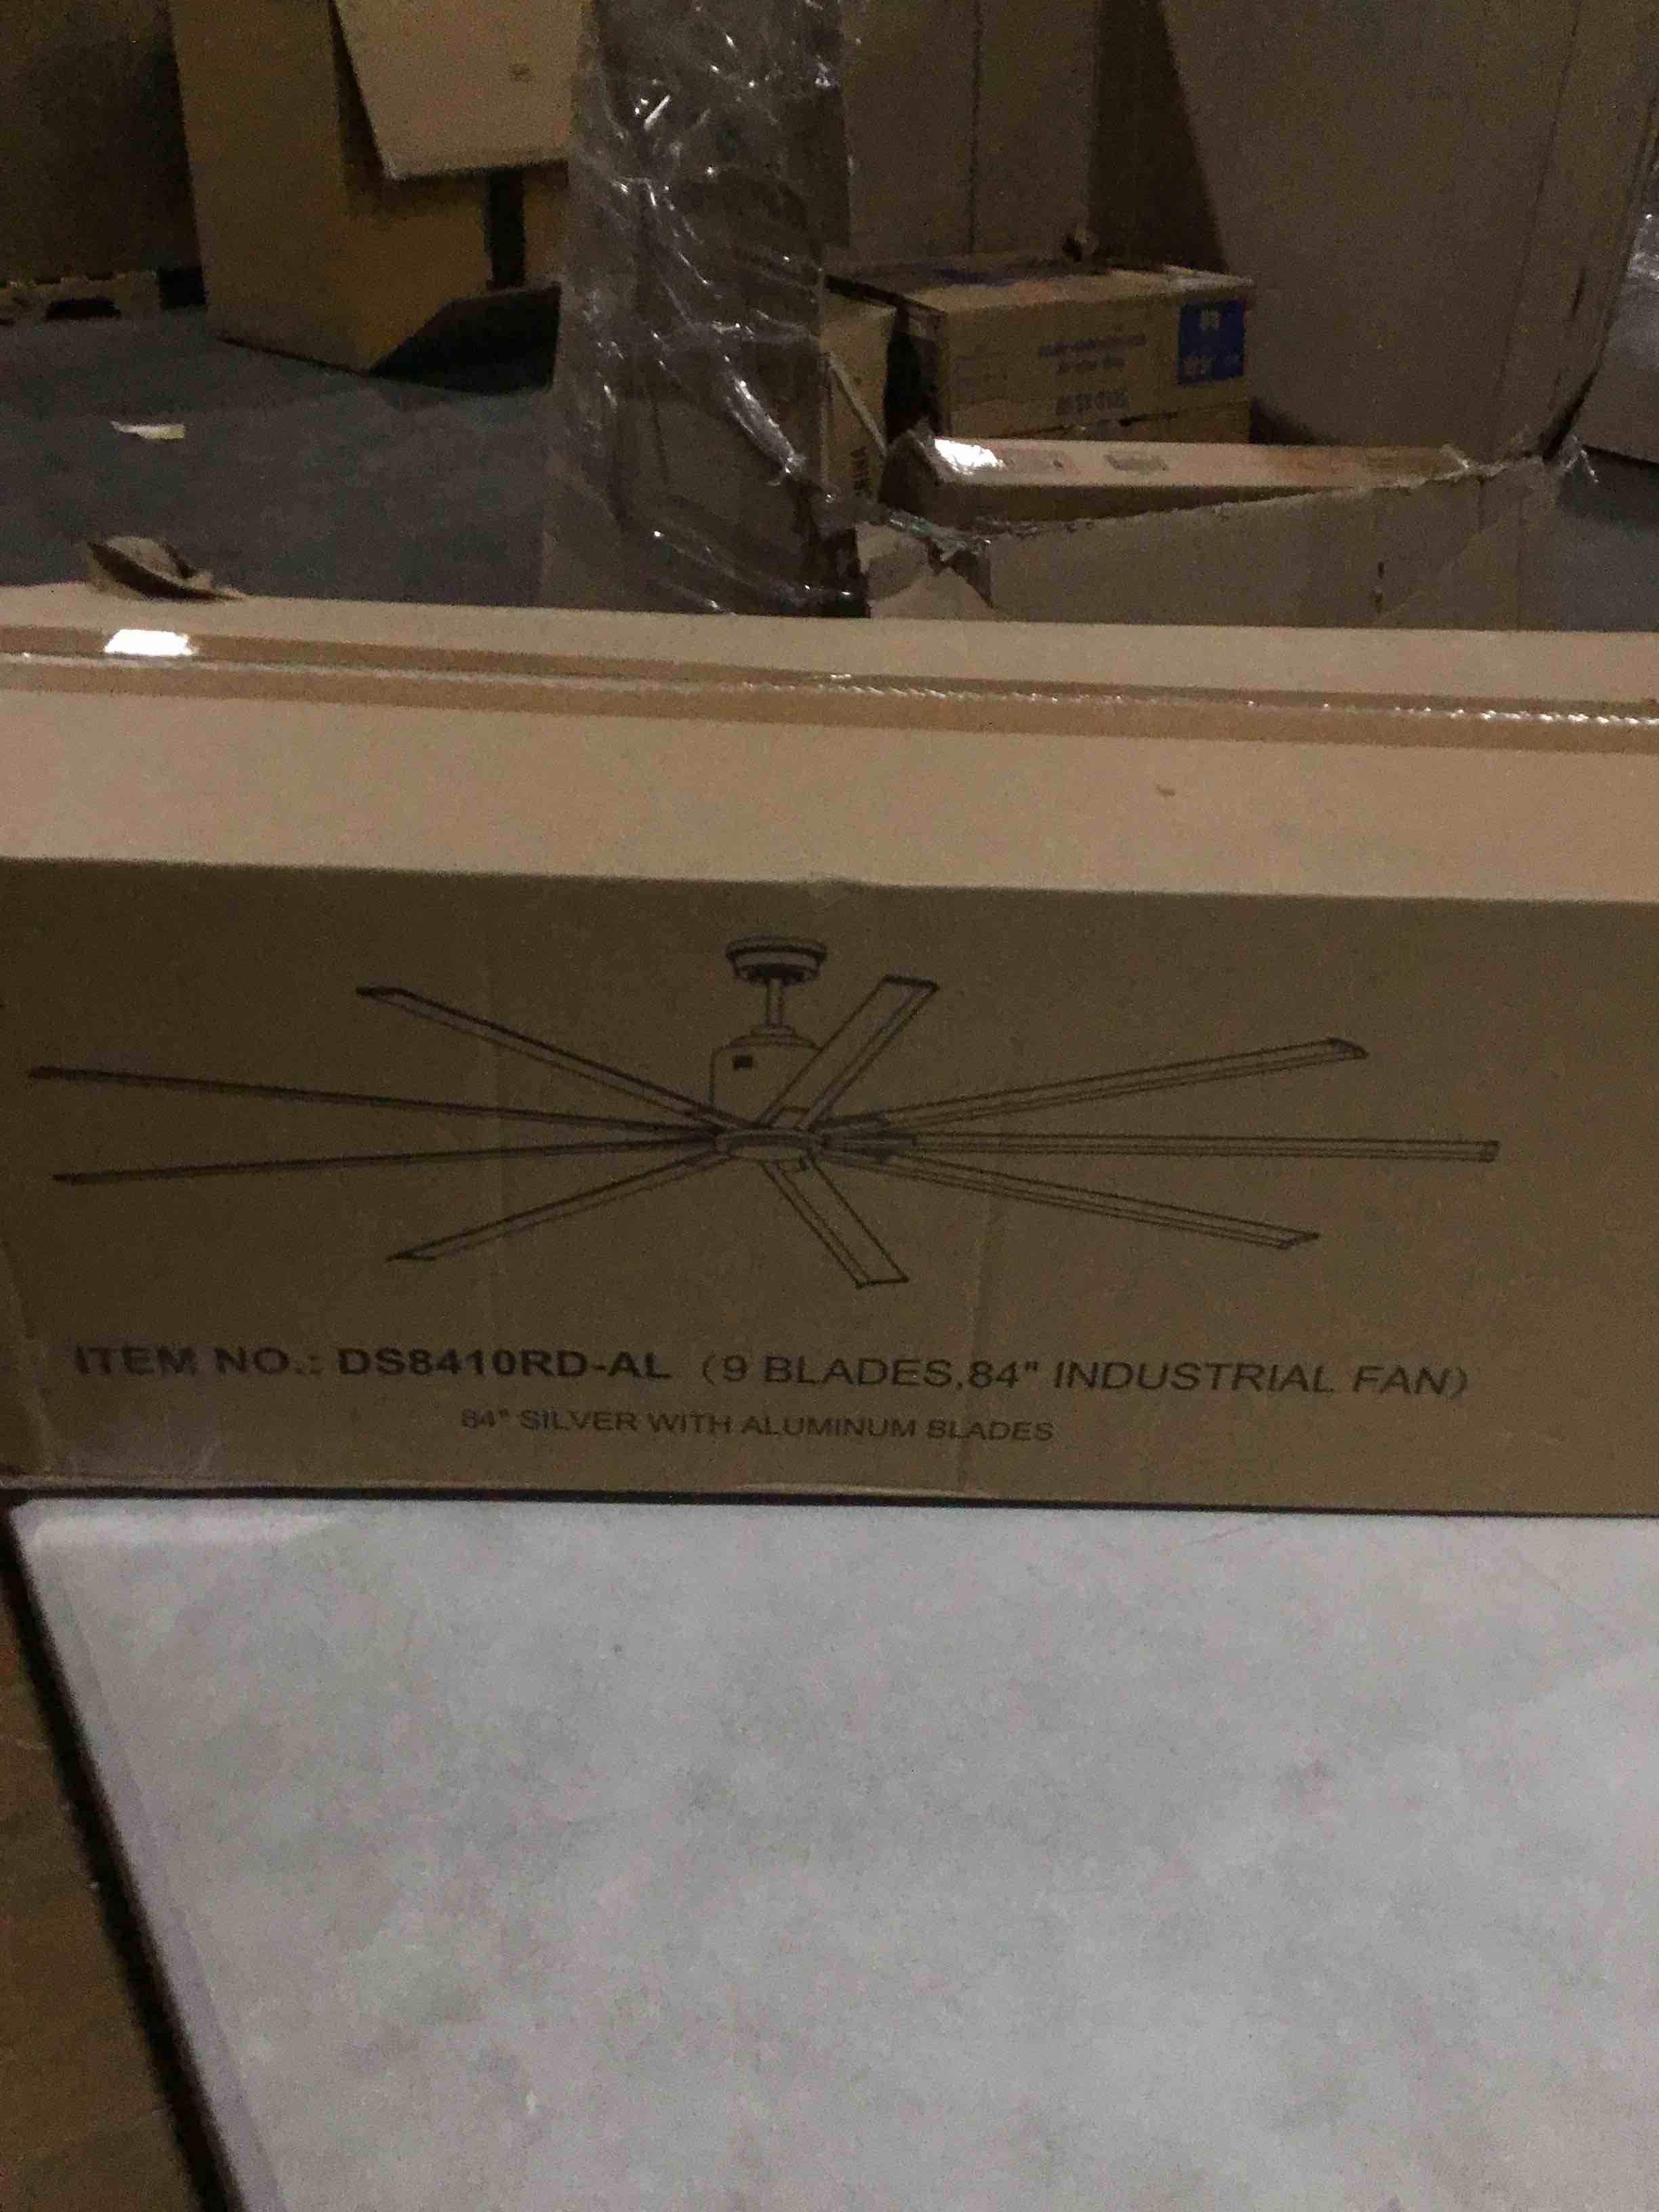 ITEM NO.: DS8410RD-AL (9 BLADES,84" INDUSTRIAL FAN)
84" SILVER WITH ALUMINUM BLADES